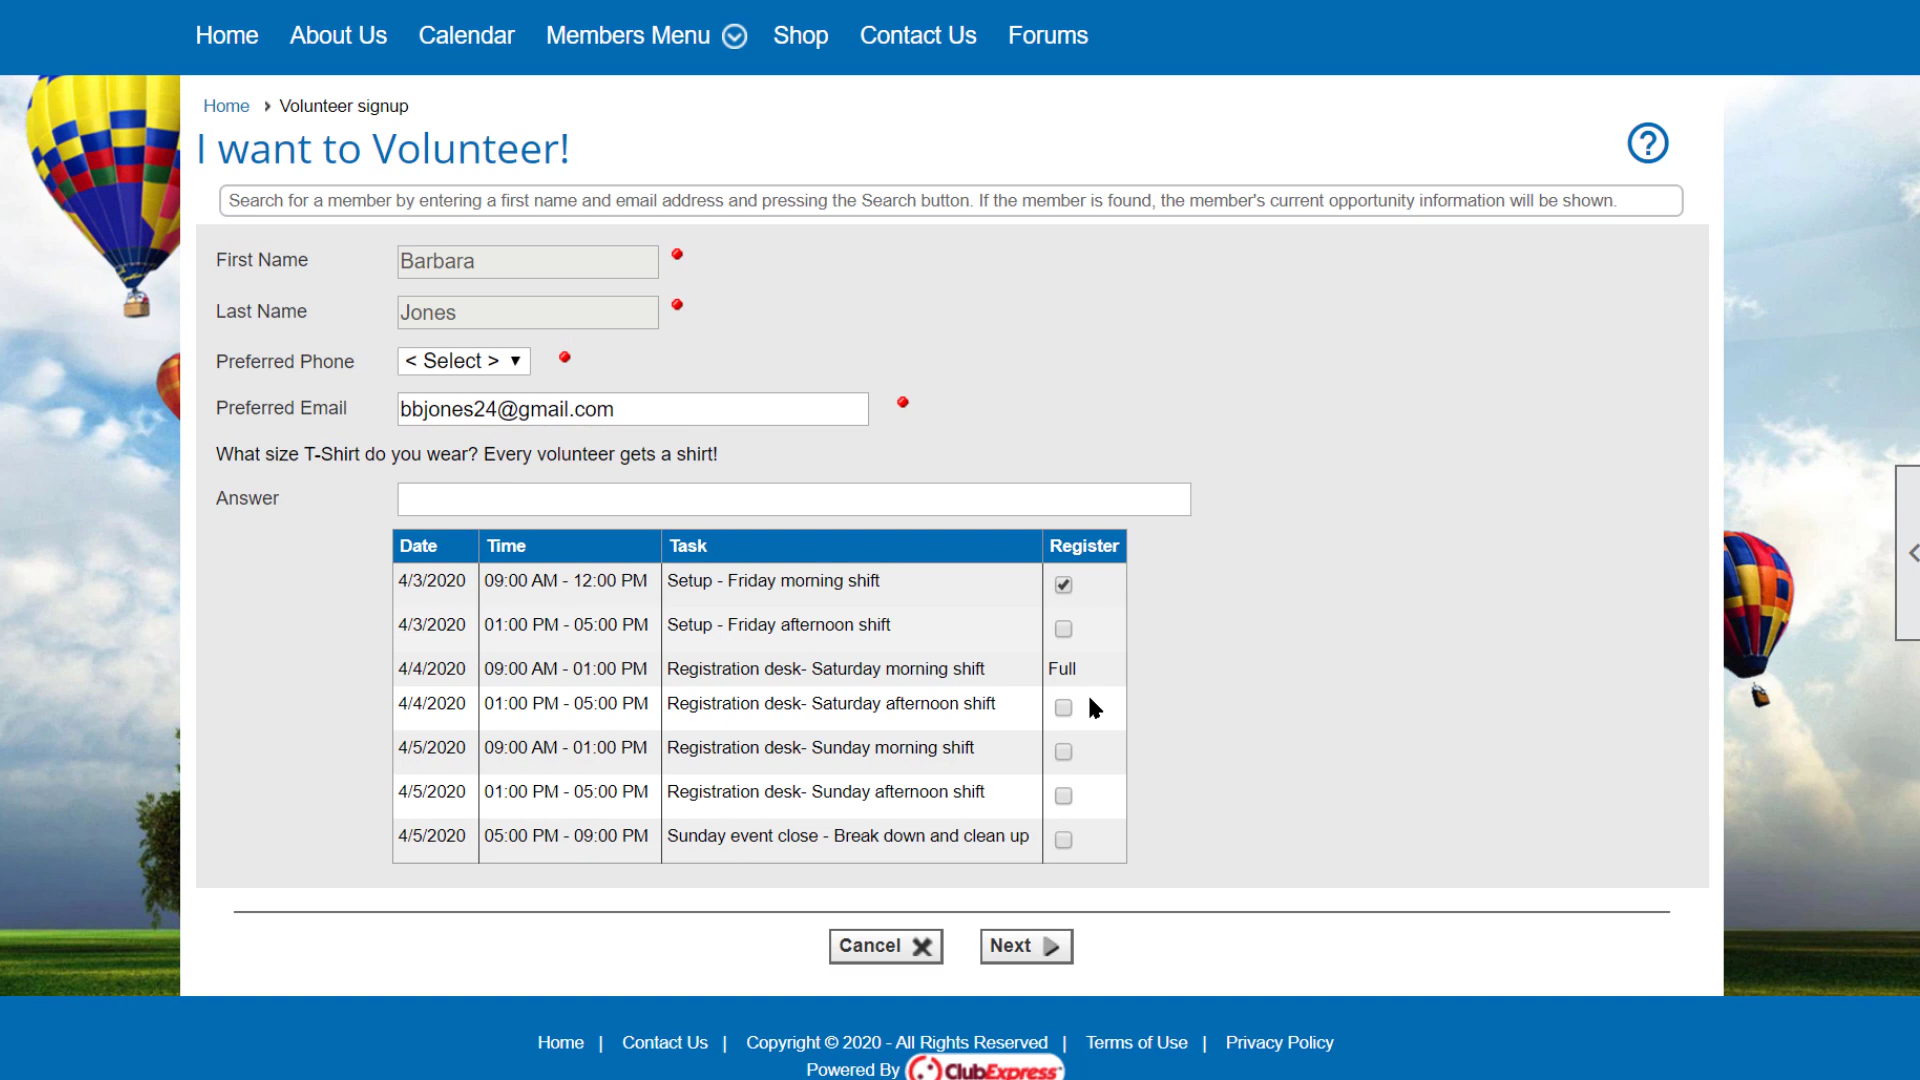 Home About Us Calendar Members Menu Shop Contact Us Forums
Home › Volunteer signup
I want to Volunteer!
?
Search for a member by entering a first name and email address and pressing the Search button. If the member is found, the member's current opportunity information will be shown.
First Name Barbara
Last Name Jones
Preferred Phone < Select >
Preferred Email bbjones24@gmail.com
What size T-Shirt do you wear? Every volunteer gets a shirt!
Answer
Date Time Task Register
4/3/2020 09:00 AM - 12:00 PM Setup - Friday morning shift
4/3/2020 01:00 PM - 05:00 PM Setup - Friday afternoon shift
4/4/2020 09:00 AM - 01:00 PM Registration desk- Saturday morning shift Full
4/4/2020 01:00 PM - 05:00 PM Registration desk- Saturday afternoon shift
4/5/2020 09:00 AM - 01:00 PM Registration desk- Sunday morning shift
4/5/2020 01:00 PM - 05:00 PM Registration desk- Sunday afternoon shift
4/5/2020 05:00 PM - 09:00 PM Sunday event close - Break down and clean up
Cancel Next
Home | Contact Us | Copyright © 2020 - All Rights Reserved | Terms of Use | Privacy Policy
Powered By ClubExpress